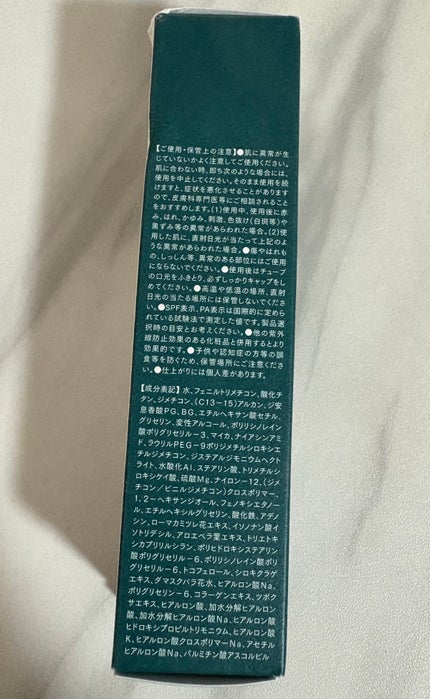 【ご使用・保管上の注意】●肌に異常が生
じていないかよく注意してご使用ください。
肌に合わない時、即ち次のような場合には、
使用を中止してください。そのまま使用を続
けますと、症状を悪化させることがあります
ので、皮膚科専門医等にご相談されること
をおすすめします。(1)使用中、使用後に赤
み、はれ、かゆみ、刺激、色抜け(白斑等)や
黒ずみ等の異常があらわれた場合。(2)使
用した肌に、直射日光が当たって上記のよ
うな異常があらわれた場合。●傷やはれも
の、しっしん等、異常のある部位にはご使用
にならないでください。●使用後はチューブ
の口元をふきとり、必ずしっかりキャップをし
めてください。●高温や低温の場所、直射
日光の当たる場所には保管しないでくださ
い。●SPF表示、PA表示は国際的に定めら
れている試験法で測定した値です。製品選
択時の目安とお考えください。●他の紫外
線防止効果のある化粧品と併用するとより
効果的です。●子供や認知症の方等の誤
食等を防ぐため、保管場所にご注意くださ
い。●仕上がりには個人差があります。
【成分表記】水、フェニルトリメチコン、酸化チ
タン、ジメチコン、(C13-15)アルカン、ジ安
息香酸PG、BG、エチルヘキサン酸セチル、
グリセリン、変性アルコール、ポリリシノレイン
酸ポリグリセリル-3、マイカ、ナイアシンアミ
ド、ラウリルPEG-9ポリジメチルシロキシエ
チルジメチコン、ジステアルジモニウムヘクト
ライト、水酸化Al、ステアリン酸、トリメチルシ
ロキシケイ酸、硫酸Mg、ナイロン-12、(ジメ
チコン/ビニルジメチコン)クロスポリマー、
1,2-ヘキサンジオール、フェノキシエタノー
ル、エチルヘキシルグリセリン、酸化鉄、アデノ
シン、ローマカミツレ花エキス、イソノナン酸イ
ソトリデシル、アロエベラ葉エキス、トリエトキ
シカプリリルシラン、ポリヒドロキシステアリン
酸ポリグリセリル-6、ポリリシノレイン酸ポ
リグリセリル-6、トコフェロール、シロキクラゲ
エキス、ダマスクバラ花水、ヒアルロン酸Na、
ポリグリセリン-6、コラーゲンエキス、ツボク
サエキス、ヒアルロン酸、加水分解ヒアルロン
酸、加水分解ヒアルロン酸Na、ヒアルロン酸
ヒドロキシプロピルトリモニウム、ヒアルロン酸
K、ヒアルロン酸クロスポリマーNa、アセチル
ヒアルロン酸Na、パルミチン酸アスコルビル